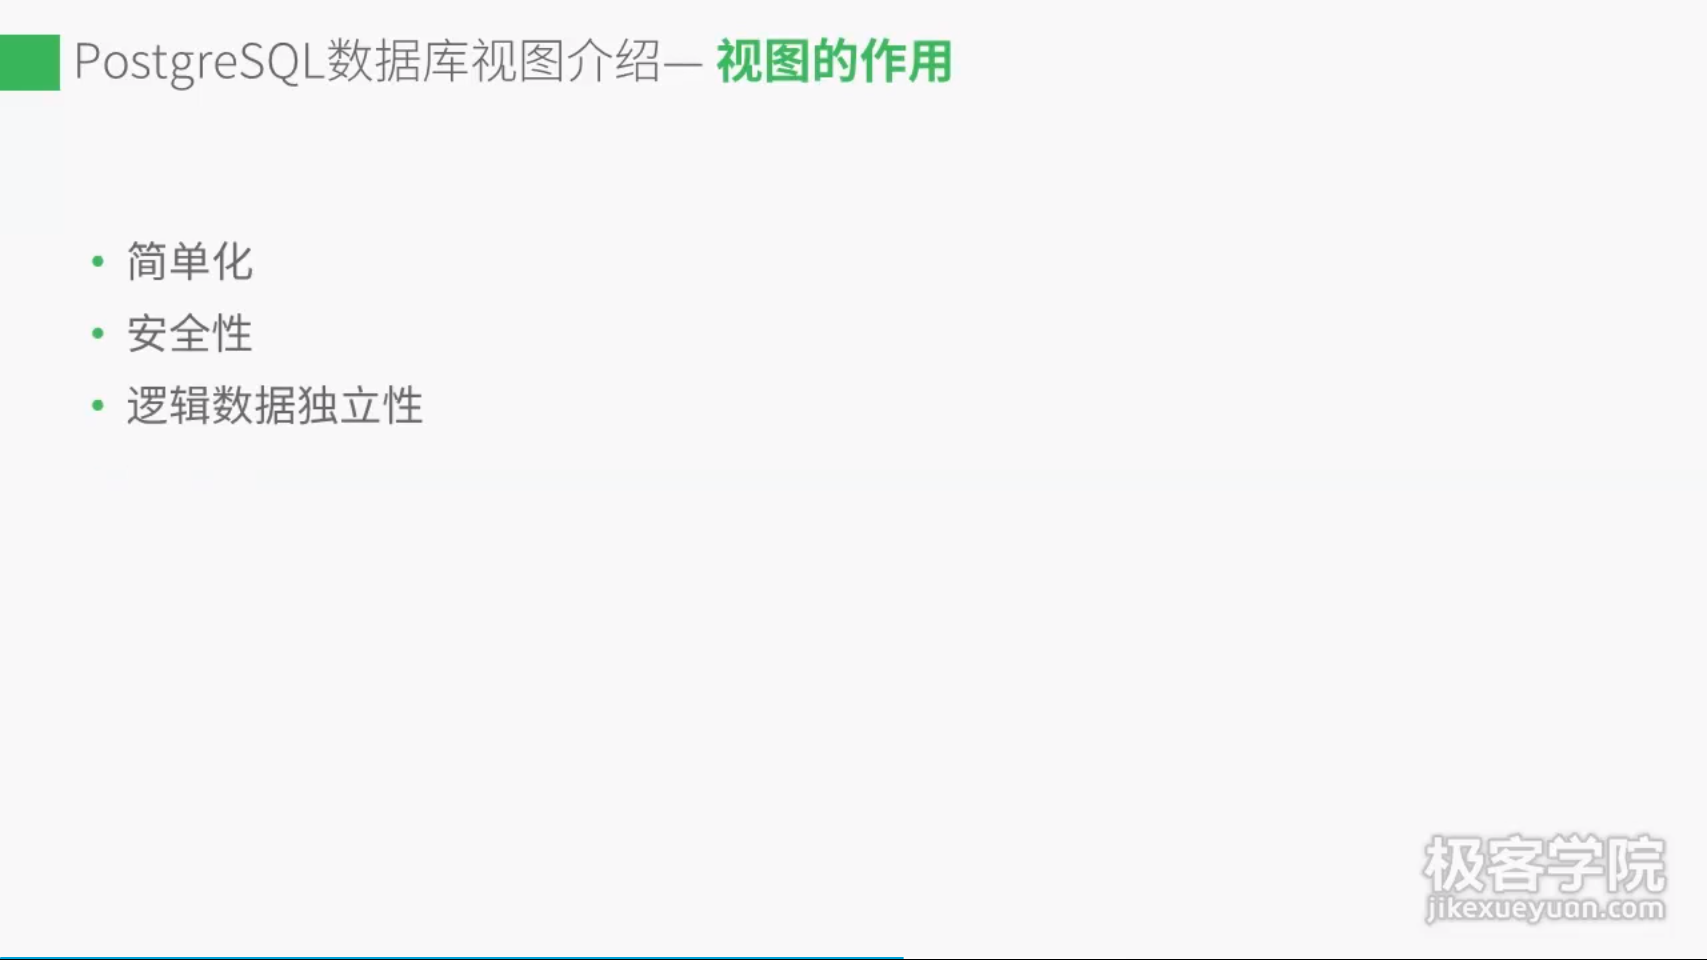 PostgreSQL数据库视图介绍— 视图的作用
• 简单化
• 安全性
• 逻辑数据独立性
极客学院
jikexueyuan.com